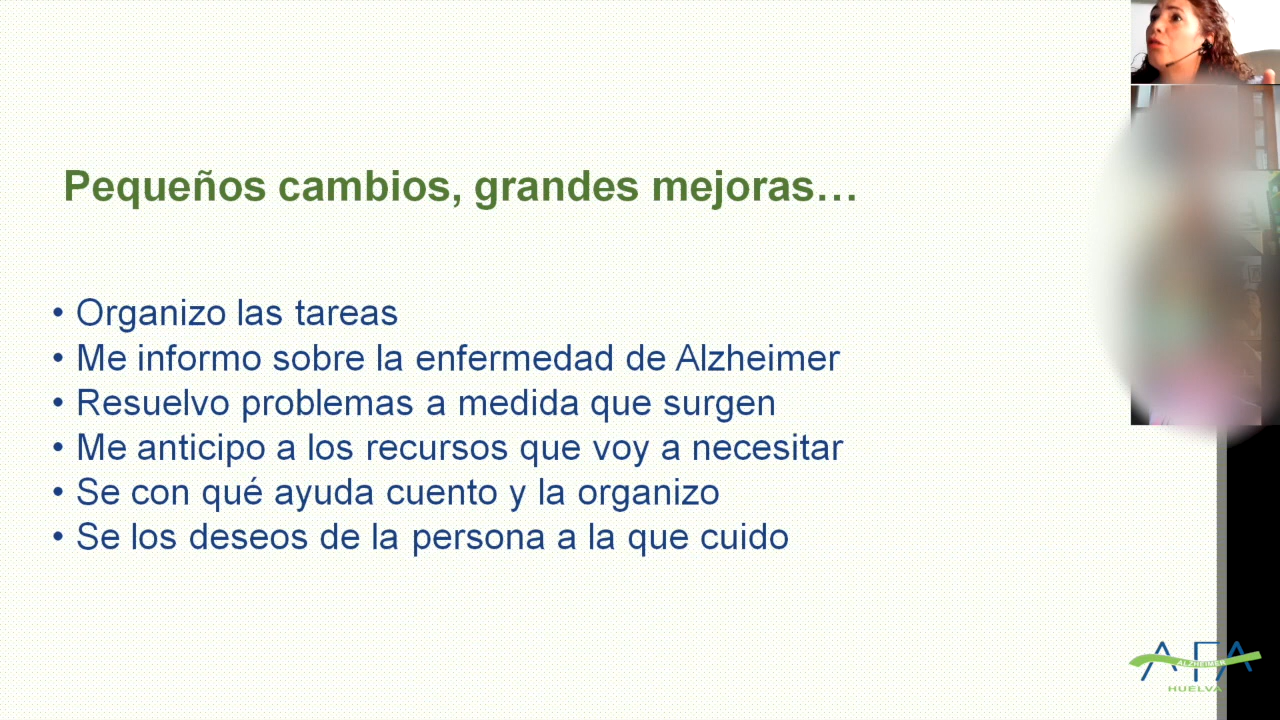 Pequeños cambios, grandes mejoras…
• Organizo las tareas
• Me informo sobre la enfermedad de Alzheimer
• Resuelvo problemas a medida que surgen
• Me anticipo a los recursos que voy a necesitar
• Se con qué ayuda cuento y la organizo
• Se los deseos de la persona a la que cuido
AFA
ALZHEIMER
HUELVA